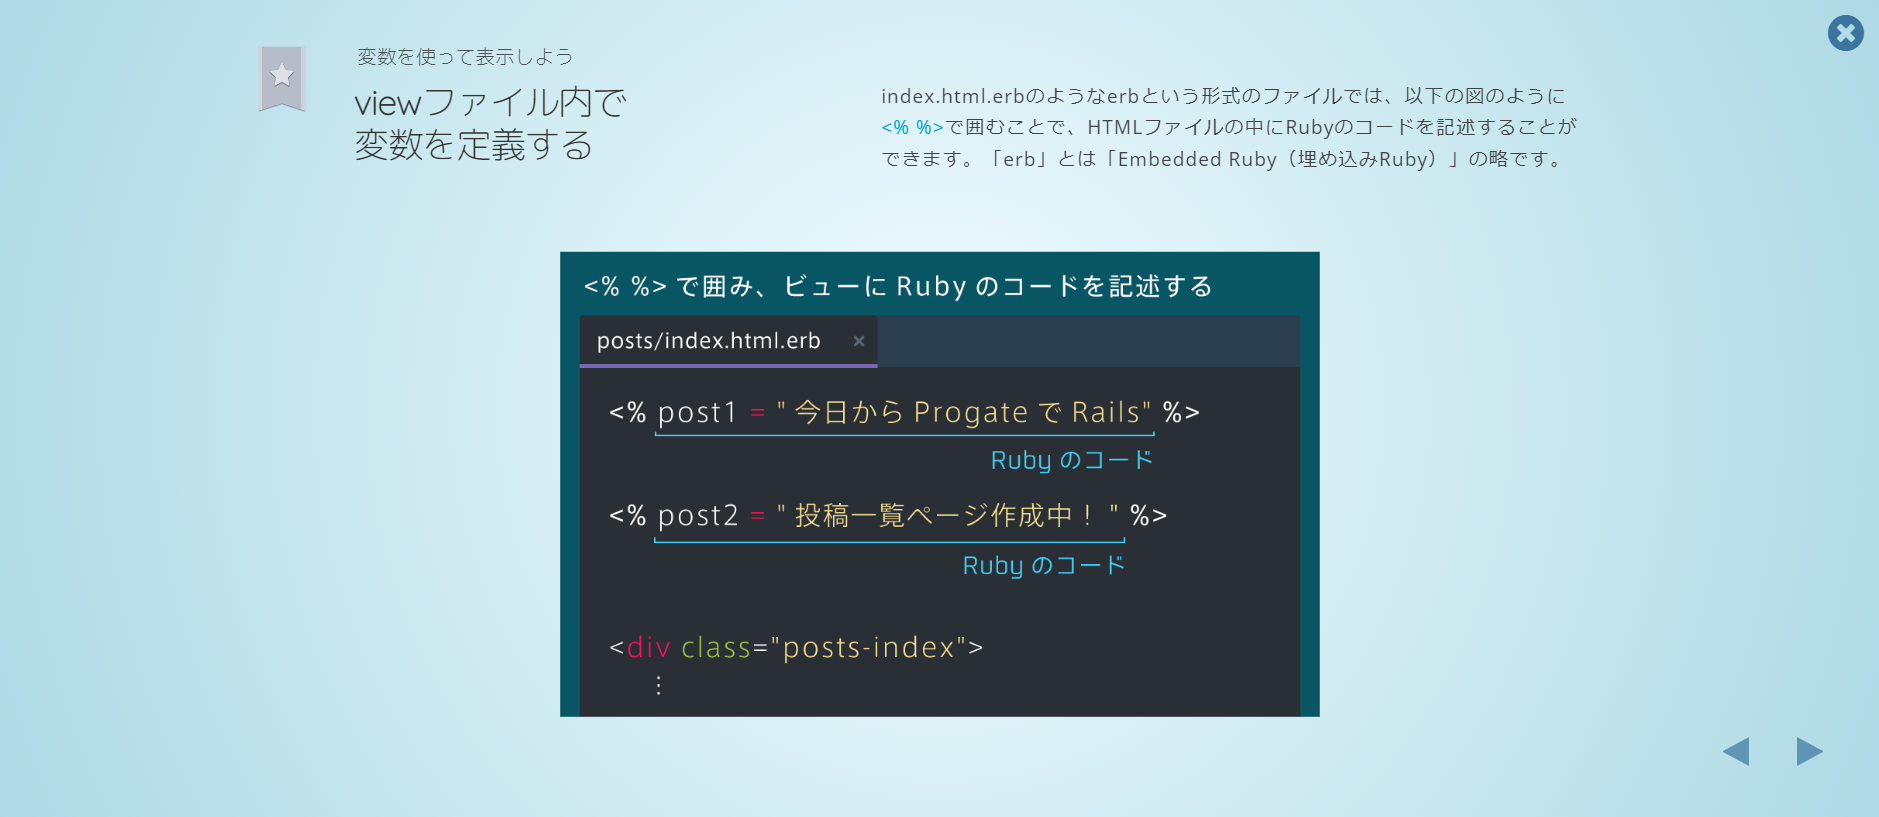 変数を使って表示しよう
viewファイル内で
変数を定義する
index.html.erbのようなerbという形式のファイルでは、以下の図のように
<% %>で囲むことで、HTMLファイルの中にRubyのコードを記述することが
できます。「erb」とは「Embedded Ruby（埋め込みRuby）」の略です。
<% %> で囲み、ビューに Ruby のコードを記述する
posts/index.html.erb ×
<% post1 = " 今日から Progate で Rails" %>
Ruby のコード
<% post2 = " 投稿一覧ページ作成中！ " %>
Ruby のコード
<div class="posts-index">
⋮